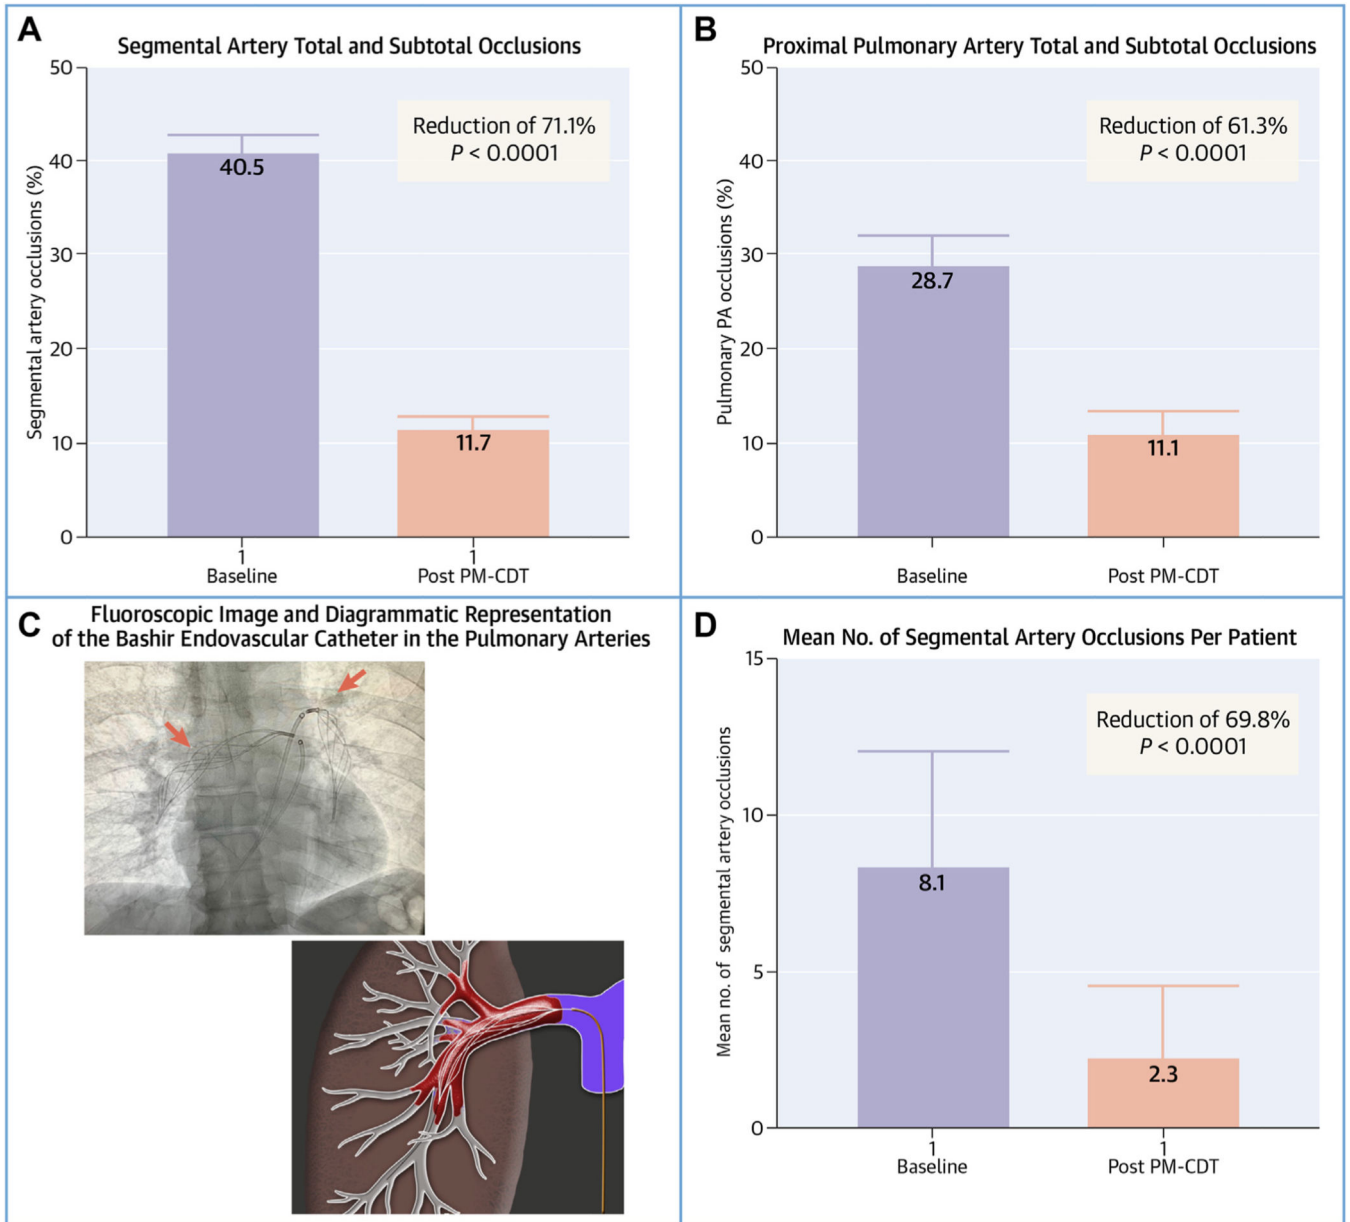 A
Segmental Artery Total and Subtotal Occlusions
Segmental artery occlusions (%)
50
40
30
20
10
0
Reduction of 71.1%
P < 0.0001
40.5
11.7
1
1
Baseline
Post PM-CDT
B
Proximal Pulmonary Artery Total and Subtotal Occlusions
Pulmonary PA occlusions (%)
50
40
30
20
10
0
Reduction of 61.3%
P < 0.0001
28.7
11.1
Baseline
Post PM-CDT
C
Fluoroscopic Image and Diagrammatic Representation
of the Bashir Endovascular Catheter in the Pulmonary Arteries
D
Mean No. of Segmental Artery Occlusions Per Patient
Mean no. of segmental artery occlusions
15
10
5
0
Reduction of 69.8%
P < 0.0001
8.1
2.3
1
1
Baseline
Post PM-CDT